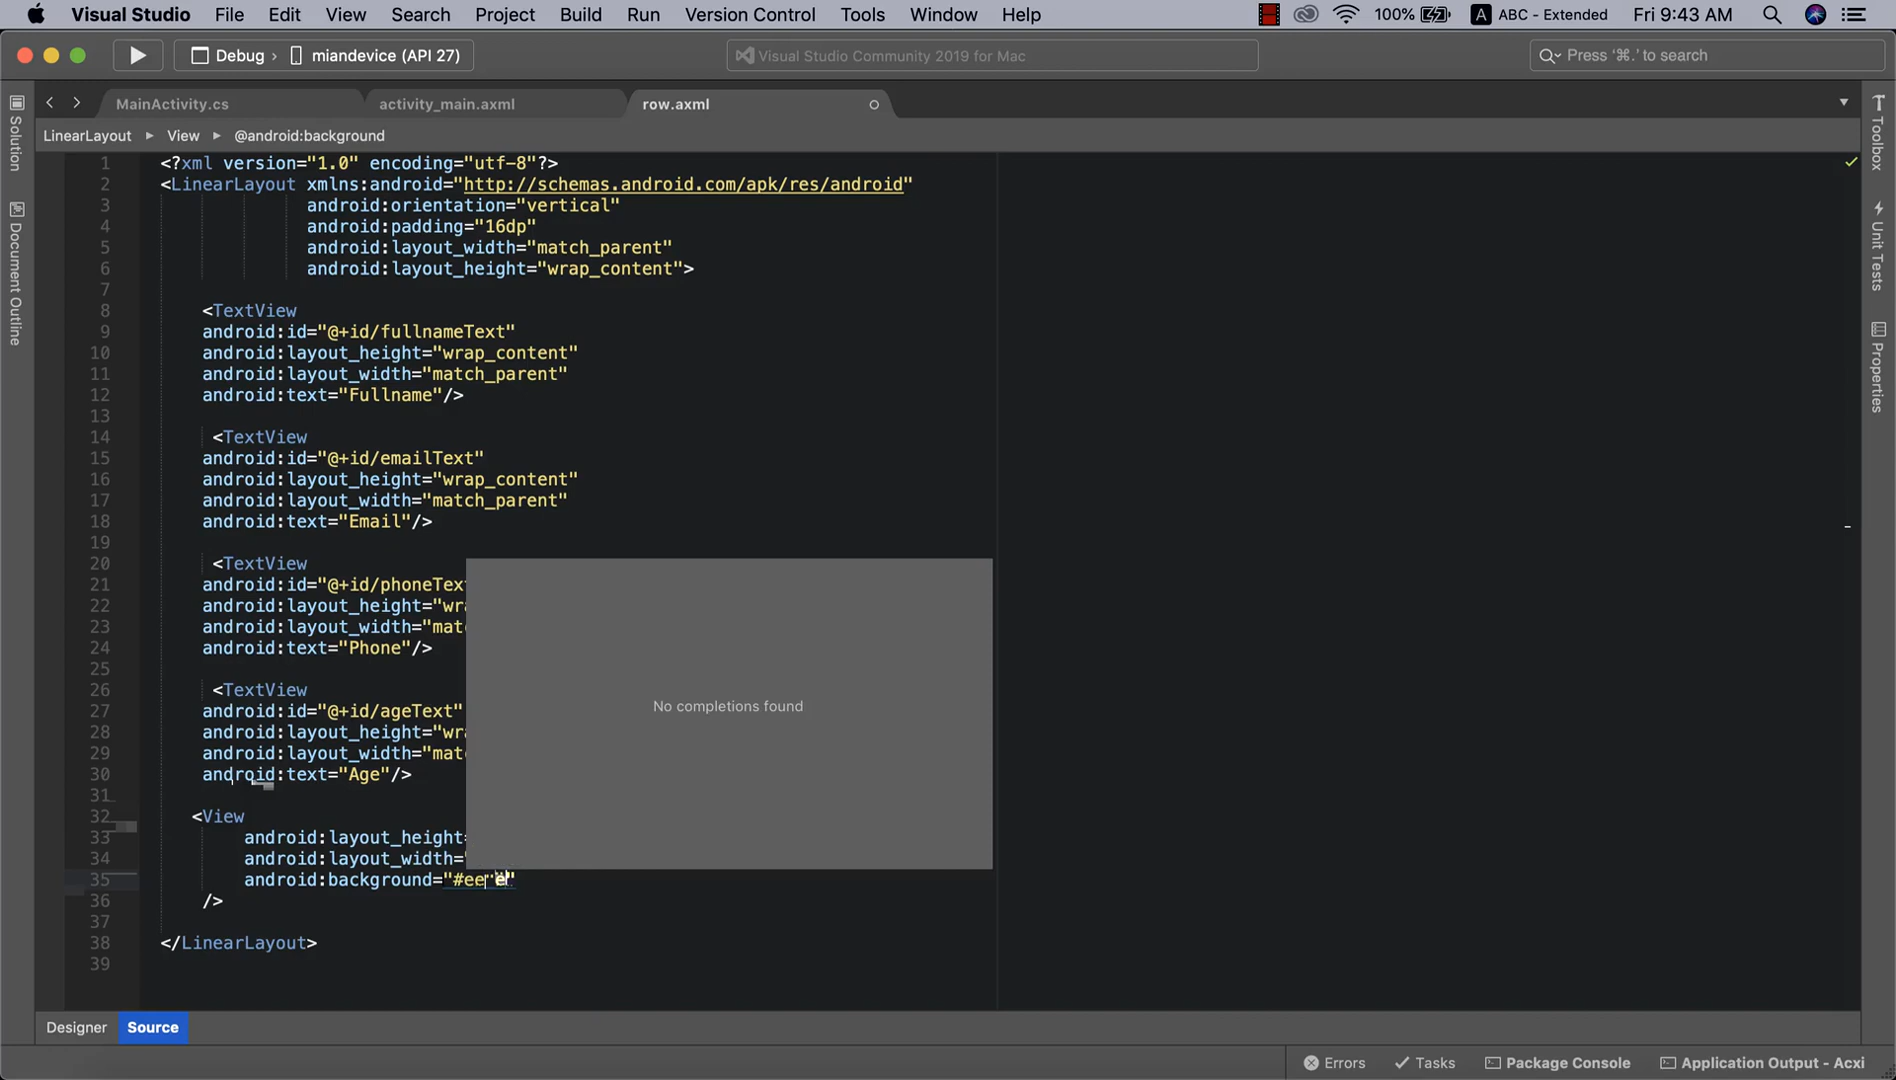 Visual Studio File Edit View Search Project Build Run Version Control Tools Window Help 100% A ABC - Extended Fri 9:43 AM
Debug › miandevice (API 27) Visual Studio Community 2019 for Mac Press ‘⌘.’ to search
MainActivity.cs activity_main.axml row.axml
LinearLayout View @android:background
Solution
Document Outline
Toolbox
Unit Tests
Properties
1 <?xml version="1.0" encoding="utf-8"?>
2 <LinearLayout xmlns:android="http://schemas.android.com/apk/res/android"
3 android:orientation="vertical"
4 android:padding="16dp"
5 android:layout_width="match_parent"
6 android:layout_height="wrap_content">
7
8 <TextView
9 android:id="@+id/fullnameText"
10 android:layout_height="wrap_content"
11 android:layout_width="match_parent"
12 android:text="Fullname"/>
13
14 <TextView
15 android:id="@+id/emailText"
16 android:layout_height="wrap_content"
17 android:layout_width="match_parent"
18 android:text="Email"/>
19
20 <TextView
21 android:id="@+id/phoneTex
22 android:layout_height="wra
23 android:layout_width="matc
24 android:text="Phone"/>
25
26 <TextView
27 android:id="@+id/ageText"
28 android:layout_height="wra
29 android:layout_width="matc
30 android:text="Age"/>
31
32 <View
33 android:layout_height=
34 android:layout_width="
35 android:background="#ee
36 />
37
38 </LinearLayout>
39
No completions found
Designer Source
Errors Tasks Package Console Application Output - Acxi